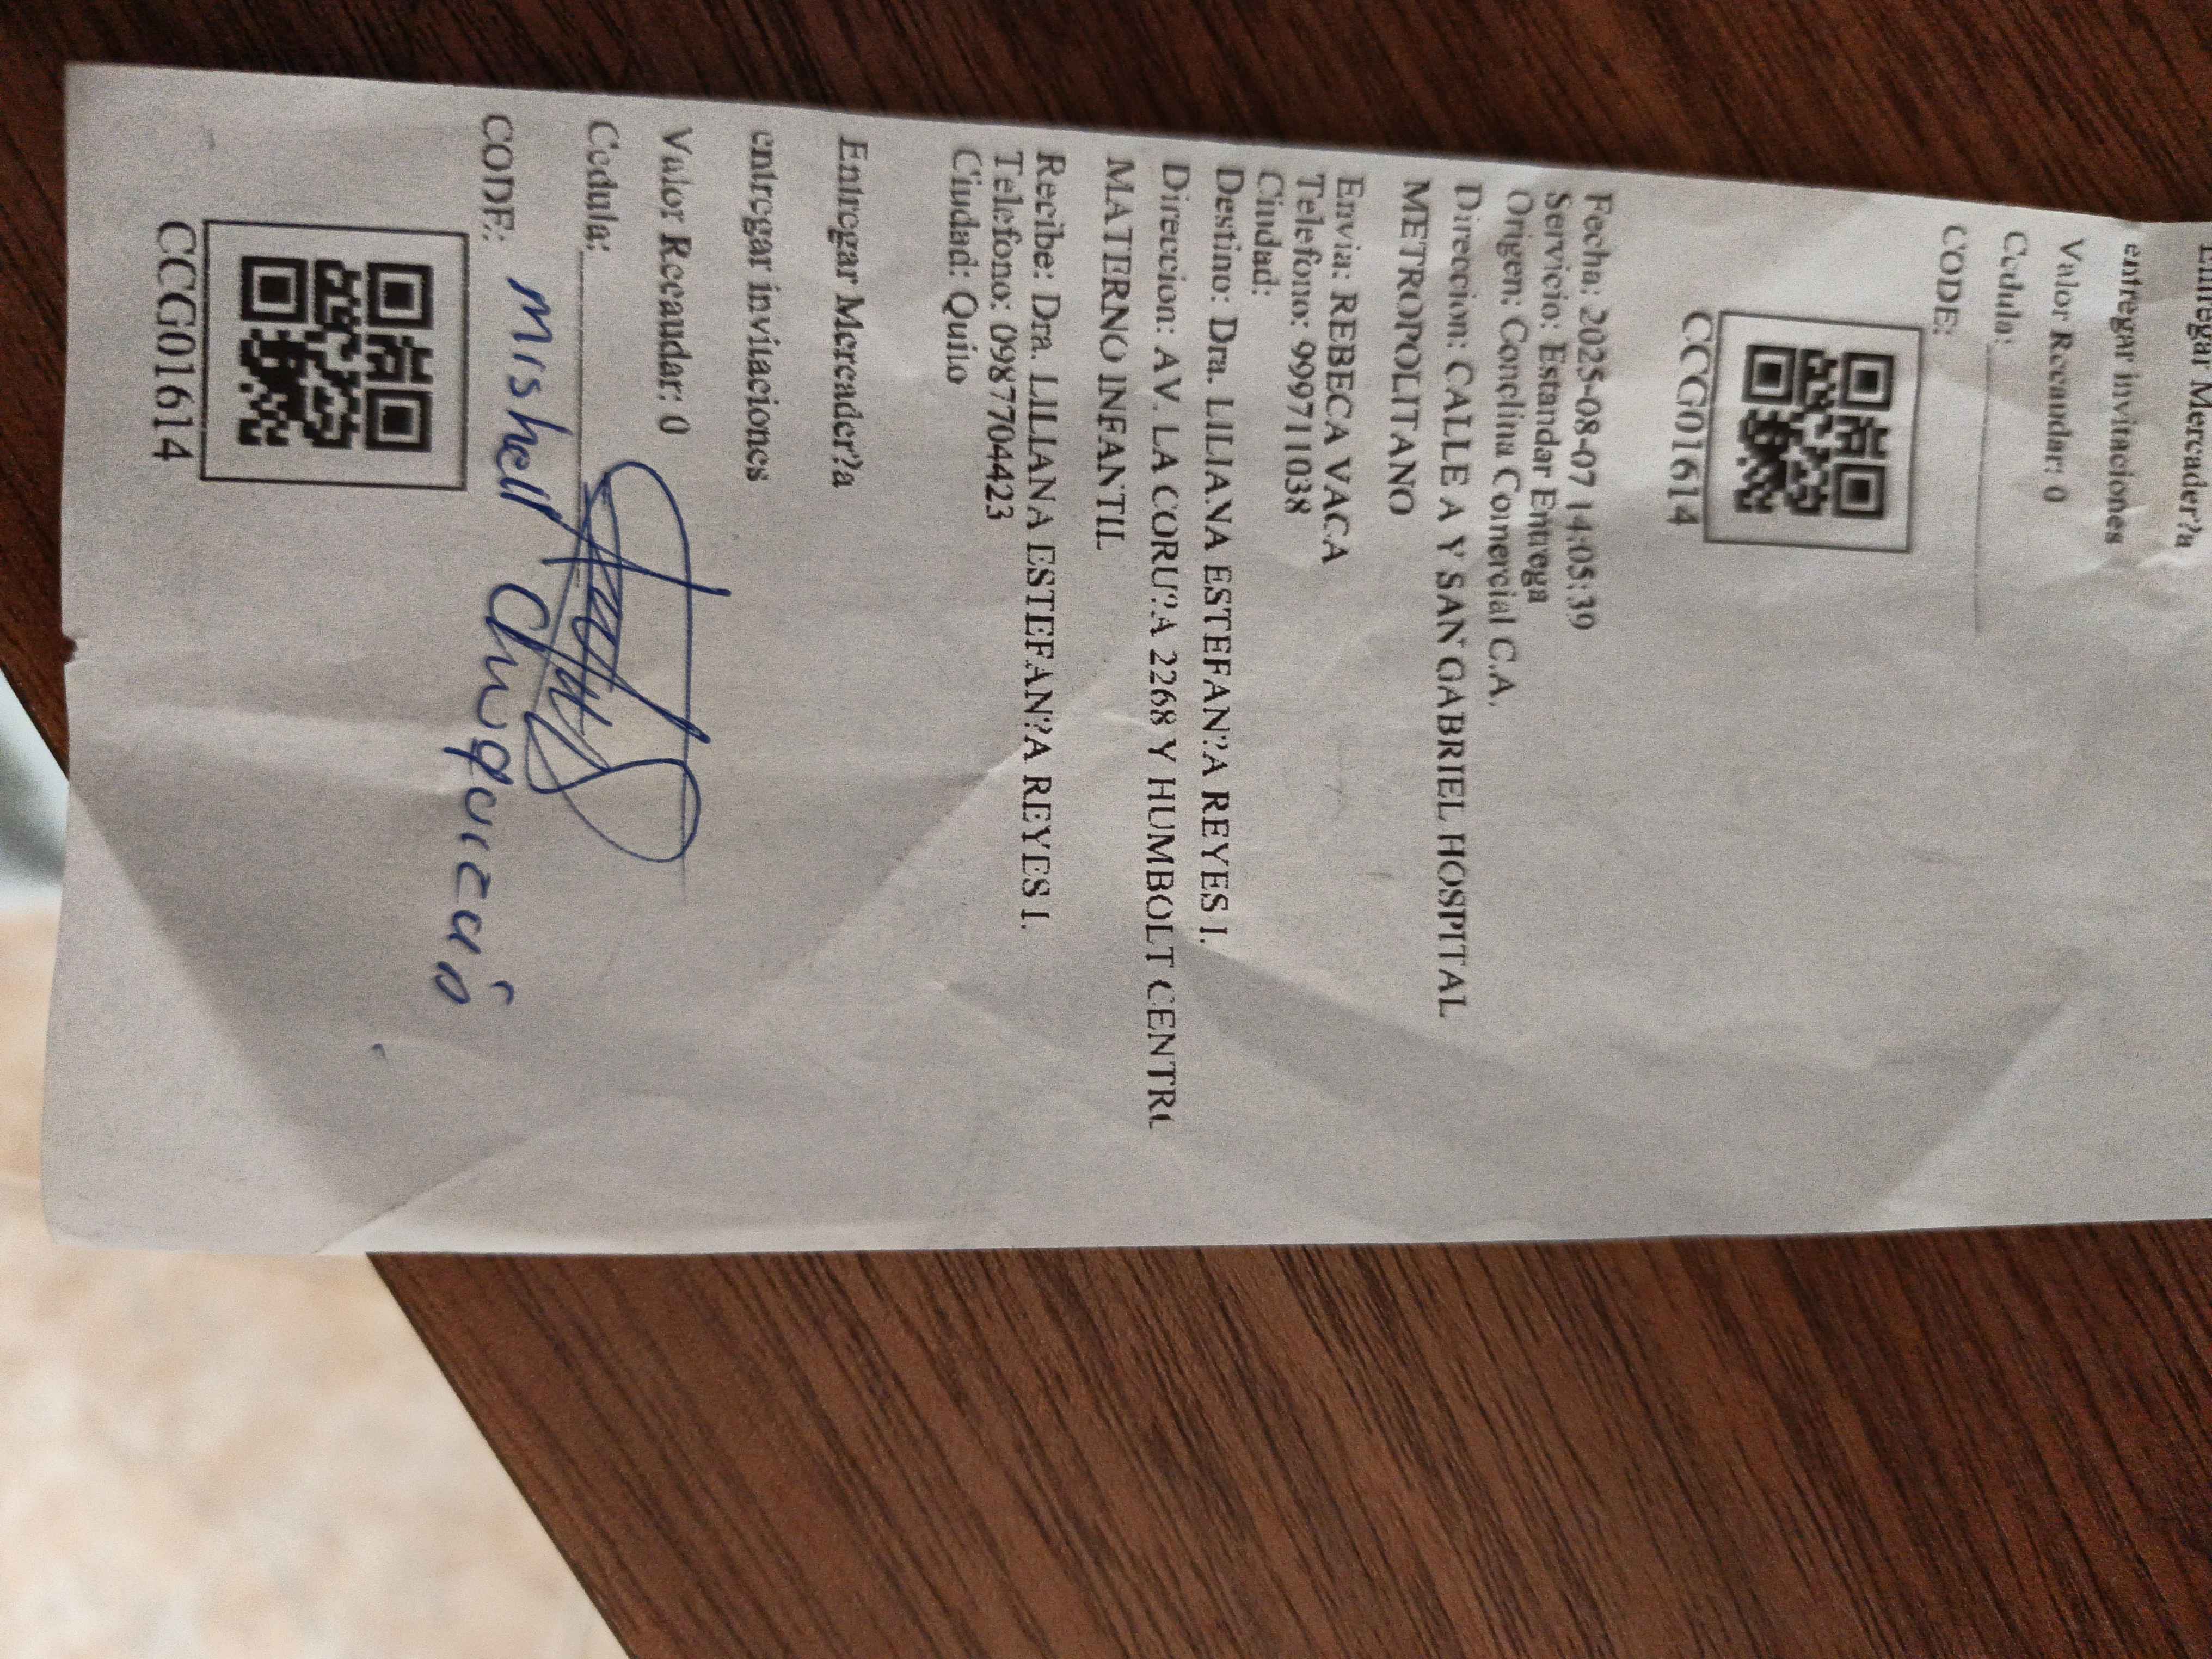 Entregar Mercader?a
entregar invitaciones
Valor Recaudar: 0
Cedula:
CODE:
CCG01614
Fecha: 2025-08-07 14:05:39
Servicio: Estandar Entrega
Origen: Conclina Comercial C.A.
Direccion: CALLE A Y SAN GABRIEL HOSPITAL
METROPOLITANO
Envia: REBECA VACA
Telefono: 999711038
Ciudad:
Destino: Dra. LILIANA ESTEFAN?A REYES I.
Direccion: AV. LA CORU?A 2268 Y HUMBOLT CENTRO
MATERNO INFANTIL
Recibe: Dra. LILIANA ESTEFAN?A REYES I.
Telefono: 0987704423
Ciudad: Quito
Entregar Mercader?a
entregar invitaciones
Valor Recaudar: 0
Cedula:
CODE:
Mishell
CCG01614